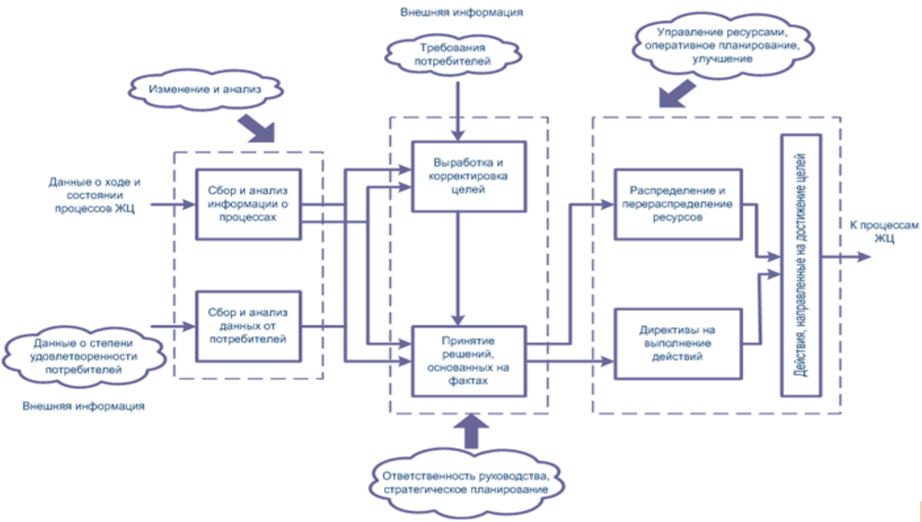 Внешняя информация
Требования
потребителей
Управление ресурсами,
оперативное планирование,
улучшение
Изменение и анализ
Данные о ходе и
состоянии
процессов ЖЦ
Сбор и анализ
информации о
процессах
Выработка и
корректировка
целей
Распределение и
перераспределение
ресурсов
Действия, направленные на достижение целей
К процессам
ЖЦ
Сбор и анализ
данных от
потребителей
Данные о степени
удовлетворенности
потребителей
Внешняя информация
Принятие
решений,
основанных на
фактах
Директивы на
выполнение
действий
Ответственность руководства,
стратегическое планирование